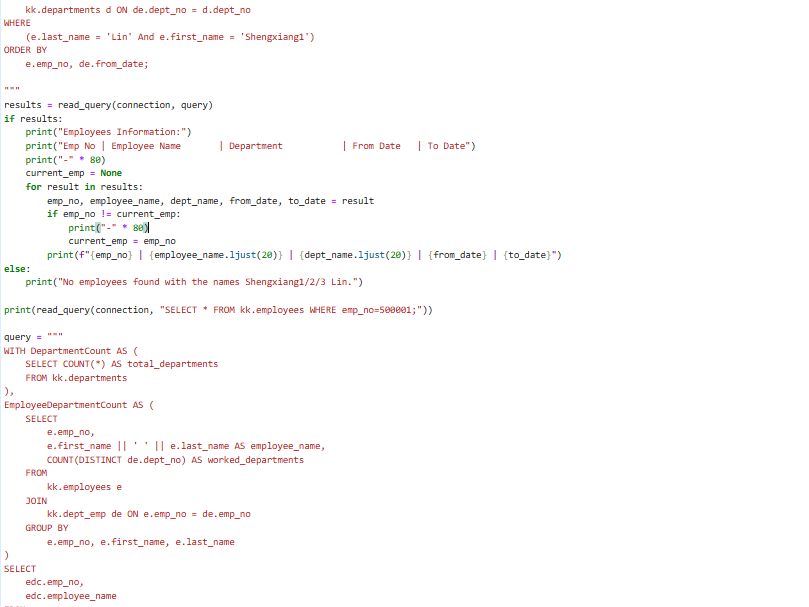 kk.departments d ON de.dept_no = d.dept_no
WHERE
    (e.last_name = 'Lin' And e.first_name = 'Shengxiang1')
ORDER BY
    e.emp_no, de.from_date;

"""
results = read_query(connection, query)
if results:
    print("Employees Information:")
    print("Emp No | Employee Name       | Department           | From Date   | To Date")
    print("-" * 80)
    current_emp = None
    for result in results:
        emp_no, employee_name, dept_name, from_date, to_date = result
        if emp_no != current_emp:
            print("-" * 80)
            current_emp = emp_no
        print(f"{emp_no} | {employee_name.ljust(20)} | {dept_name.ljust(20)} | {from_date} | {to_date}")
else:
    print("No employees found with the names Shengxiang1/2/3 Lin.")

print(read_query(connection, "SELECT * FROM kk.employees WHERE emp_no=500001;"))

query = """
WITH DepartmentCount AS (
    SELECT COUNT(*) AS total_departments
    FROM kk.departments
),
EmployeeDepartmentCount AS (
    SELECT
        e.emp_no,
        e.first_name || ' ' || e.last_name AS employee_name,
        COUNT(DISTINCT de.dept_no) AS worked_departments
    FROM
        kk.employees e
    JOIN
        kk.dept_emp de ON e.emp_no = de.emp_no
    GROUP BY
        e.emp_no, e.first_name, e.last_name
)
SELECT
    edc.emp_no,
    edc.employee_name